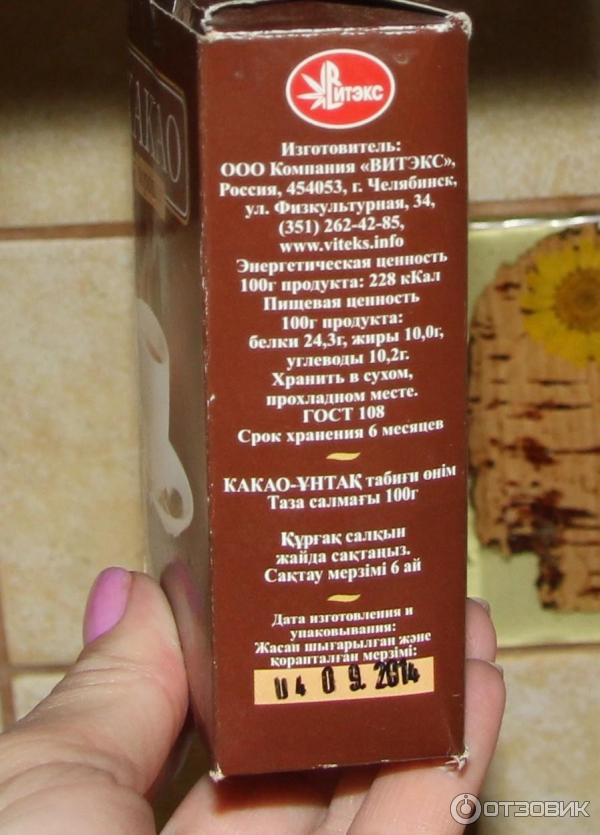 КАКАО
ВИТЭКС
Изготовитель:
ООО Компания «ВИТЭКС»,
Россия, 454053, г. Челябинск,
ул. Физкультурная, 34,
(351) 262-42-85,
www.viteks.info
Энергетическая ценность
100г продукта: 228 кКал
Пищевая ценность
100г продукта:
белки 24,3г, жиры 10,0г,
углеводы 10,2г.
Хранить в сухом,
прохладном месте.
ГОСТ 108
Срок хранения 6 месяцев
КАКАО-ҰНТАҚ табиғи өнім
Таза салмағы 100г
Құрғақ салқын
жайда сақтаңыз.
Сақтау мерзімі 6 ай
Дата изготовления и
упаковывания:
Жасап шығарылған және
қорапталған мерзімі:
04 09. 2014
ОТЗОВИК